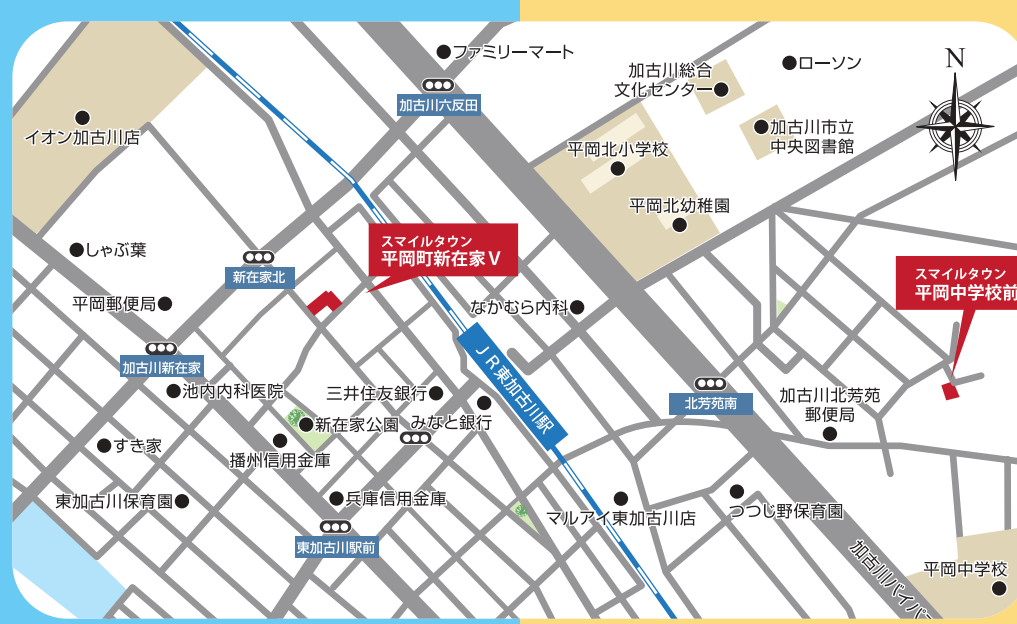 ファミリーマート
ローソン
N
加古川総合
文化センター
加古川六反田
イオン加古川店
加古川市立
中央図書館
平岡北小学校
平岡北幼稚園
しゃぶ葉
スマイルタウン
平岡町新在家Ⅴ
新在家北
スマイルタウン
平岡中学校前
平岡郵便局
なかむら内科
加古川新在家
JR東加古川駅
池内内科医院
三井住友銀行
みなと銀行
北芳苑南
加古川北芳苑
郵便局
新在家公園
すき家
播州信用金庫
東加古川保育園
兵庫信用金庫
マルアイ東加古川店
つつじ野保育園
東加古川駅前
加古川バイパ
平岡中学校